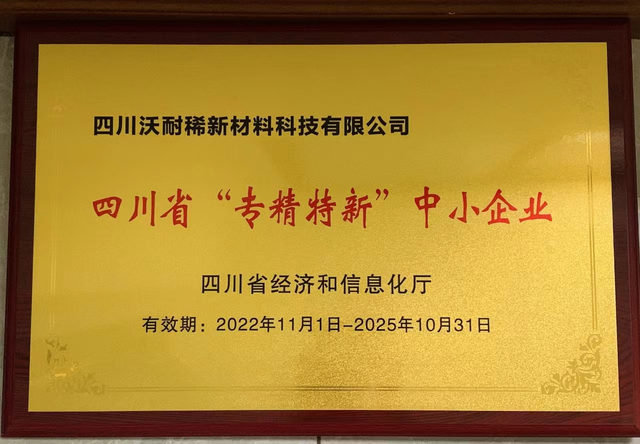 四川沃耐稀新材料科技有限公司
四川省“专精特新”中小企业
四川省经济和信息化厅
有效期：2022年11月1日-2025年10月31日